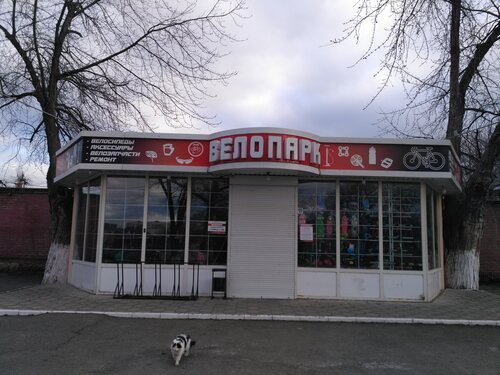 • ВЕЛОСИПЕДЫ
• АКСЕССУАРЫ
• ВЕЛОЗАПЧАСТИ
• РЕМОНТ
ВЕЛОПАРК